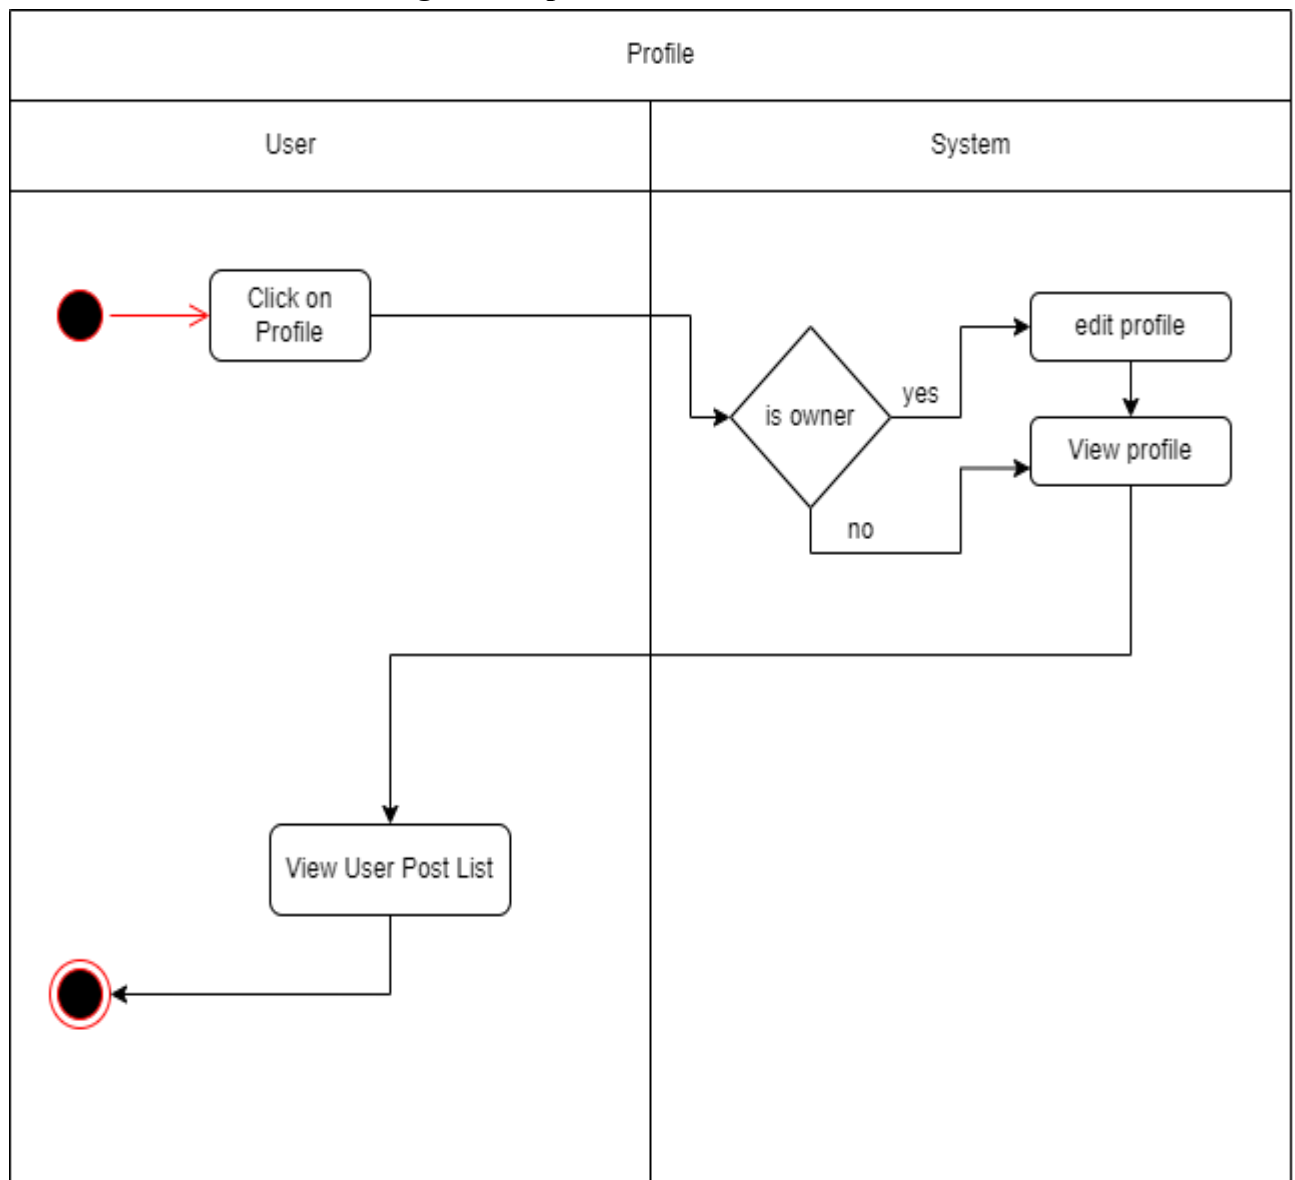 Profile
User
System
Click on
Profile
edit profile
yes
is owner
View profile
no
View User Post List